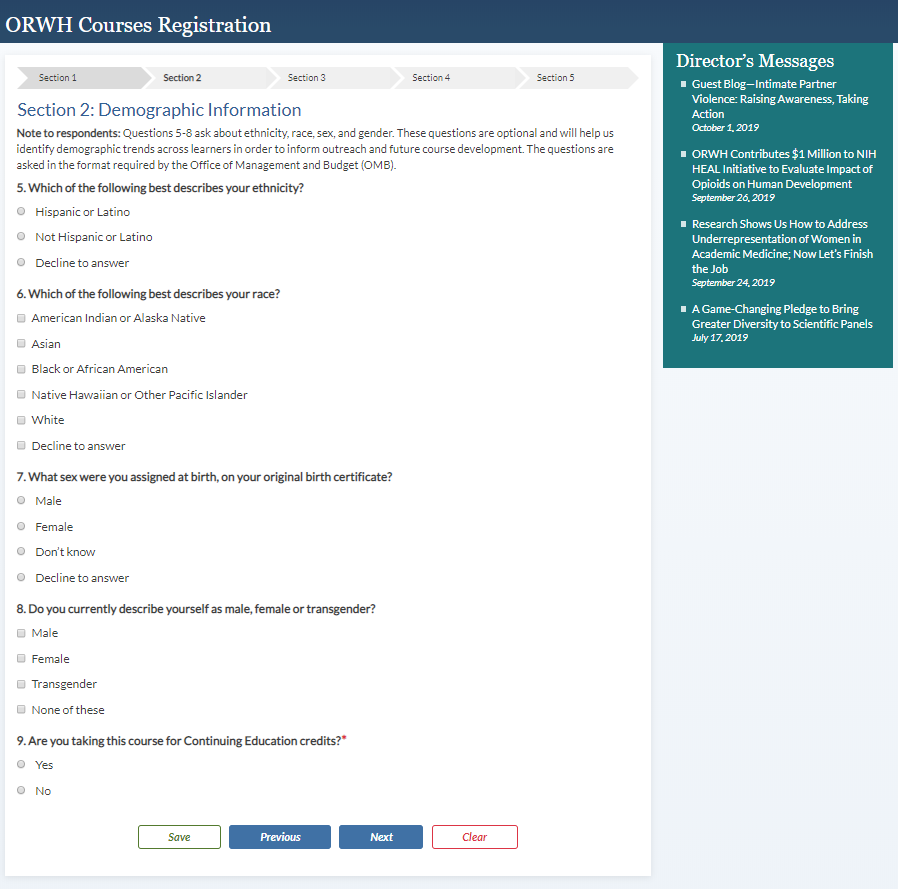 ORWH Courses Registration
Section 1
Section 2
Section 3
Section 4
Section 5
Section 2: Demographic Information
Note to respondents: Questions 5-8 ask about ethnicity, race, sex, and gender. These questions are optional and will help us
identify demographic trends across learners in order to inform outreach and future course development. The questions are
asked in the format required by the Office of Management and Budget (OMB).
5. Which of the following best describes your ethnicity?
Hispanic or Latino
Not Hispanic or Latino
Decline to answer
6. Which of the following best describes your race?
American Indian or Alaska Native
Asian
Black or African American
Native Hawaiian or Other Pacific Islander
White
Decline to answer
7. What sex were you assigned at birth, on your original birth certificate?
Male
Female
Don't know
Decline to answer
8. Do you currently describe yourself as male, female or transgender?
Male
Female
Transgender
None of these
9. Are you taking this course for Continuing Education credits?*
Yes
No
Save
Previous
Next
Clear
Director's Messages
Guest Blog—Intimate Partner
Violence: Raising Awareness, Taking
Action
October 1, 2019
ORWH Contributes $1 Million to NIH
HEAL Initiative to Evaluate Impact of
Opioids on Human Development
September 26, 2019
Research Shows Us How to Address
Underrepresentation of Women in
Academic Medicine; Now Let's Finish
the Job
September 24, 2019
A Game-Changing Pledge to Bring
Greater Diversity to Scientific Panels
July 17, 2019